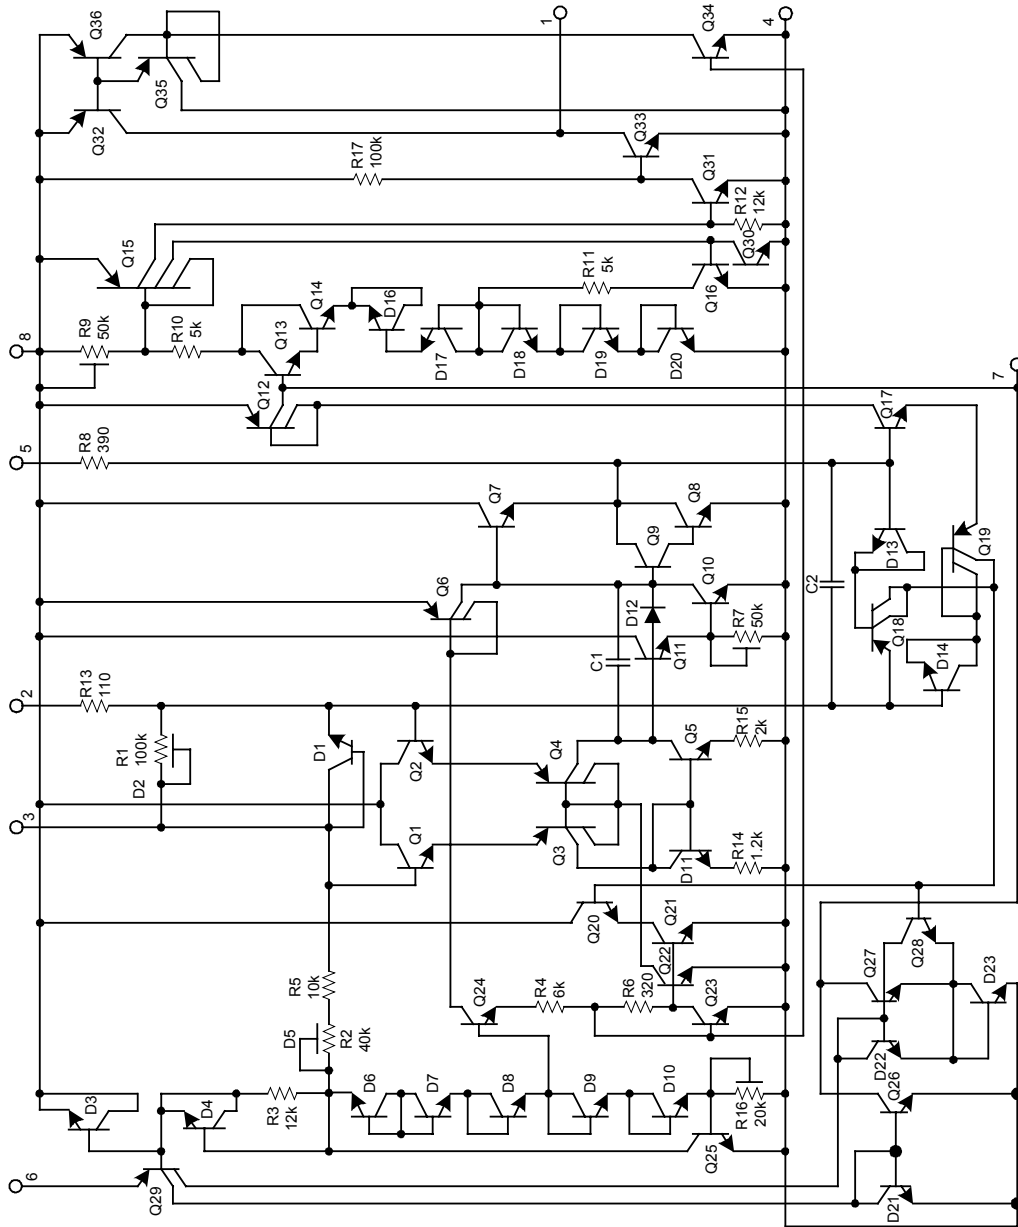 Q36
1
Q34
4
Q35
Q32
Q33
R17
100k
Q31
R12
12k
Q15
Q30
R11
5k
Q16
Q14
D16
8
R9
50k
R10
5k
Q13
D17
D18
D19
D20
7
Q12
Q17
5
R8
390
Q7
Q8
Q9
D13
Q19
Q6
Q10
C2
D12
R7
50k
Q18
Q11
C1
D14
2
R13
110
R1
100k
D1
Q2
Q4
Q5
R15
2k
D2
3
Q1
Q3
D11
R14
1.2k
Q20
Q21
Q28
Q22
Q27
D23
R5
10k
Q24
R4
6k
R6
320
Q23
D5
R2
40k
D22
D3
D4
R3
12k
D6
D7
D8
D9
D10
R16
20k
Q26
Q25
6
Q29
D21